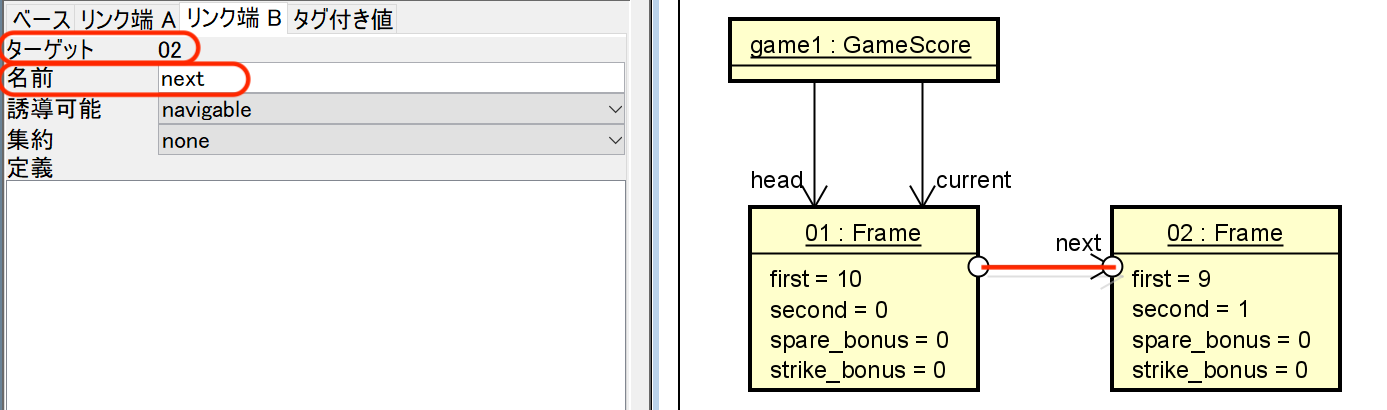 ベース リンク端 A リンク端 B タグ付き値
ターゲット 02
名前 next
誘導可能 navigable
集約 none
定義
game1 : GameScore
head current
01 : Frame
first = 10
second = 0
spare_bonus = 0
strike_bonus = 0
next
02 : Frame
first = 9
second = 1
spare_bonus = 0
strike_bonus = 0